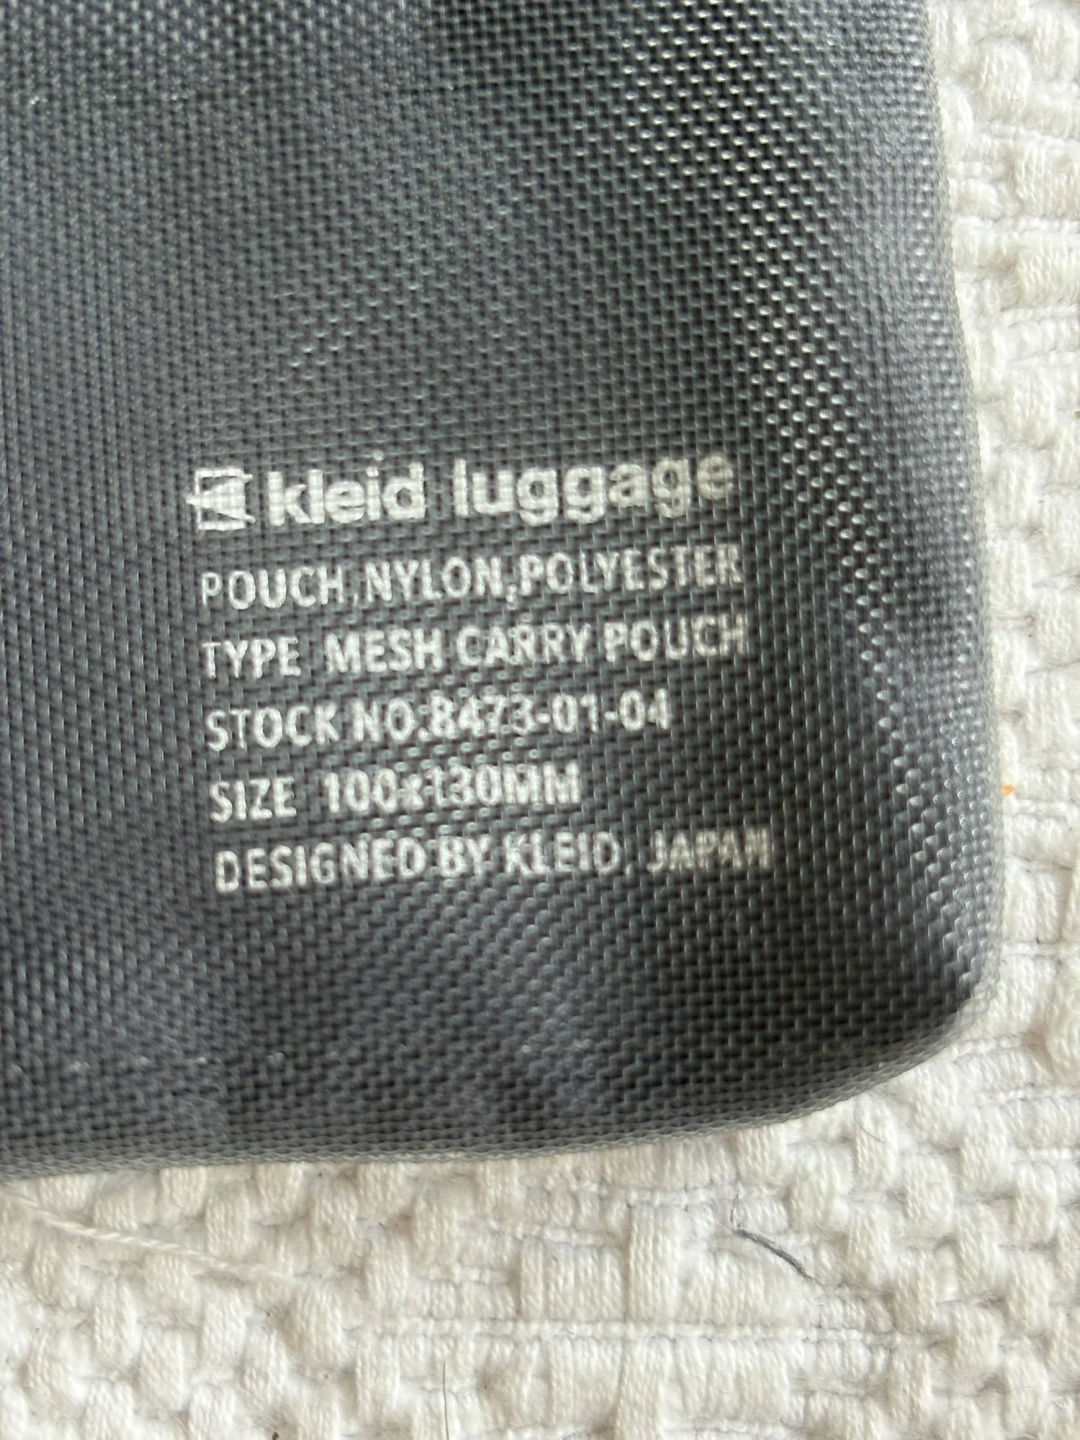 kleid luggage
POUCH,NYLON,POLYESTER
TYPE MESH CARRY POUCH
STOCK NO.8473-01-04
SIZE 100x130MM
DESIGNED BY KLEID, JAPAN